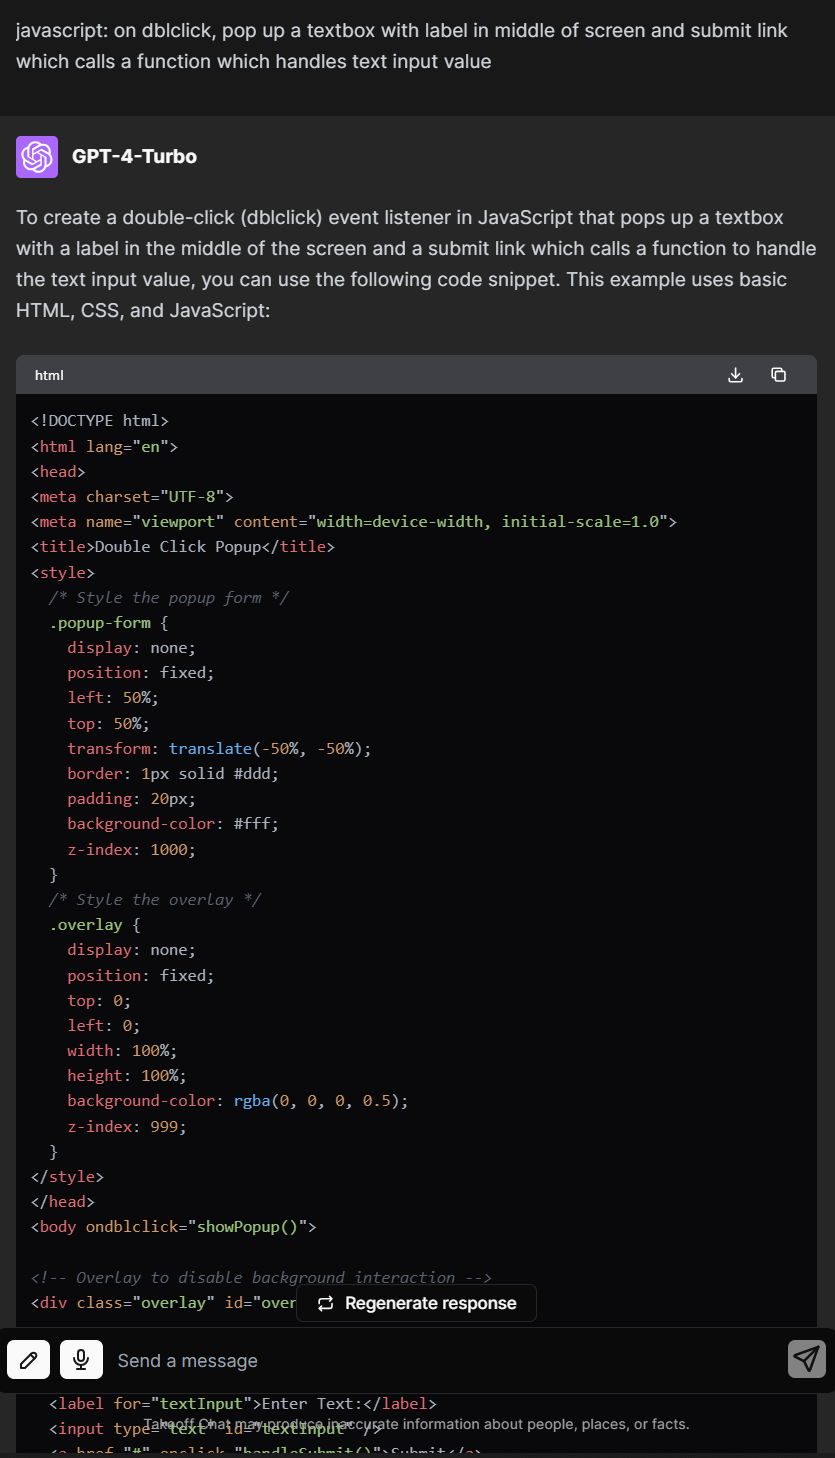 javascript: on dblclick, pop up a textbox with label in middle of screen and submit link
which calls a function which handles text input value
GPT-4-Turbo
To create a double-click (dblclick) event listener in JavaScript that pops up a textbox
with a label in the middle of the screen and a submit link which calls a function to handle
the text input value, you can use the following code snippet. This example uses basic
HTML, CSS, and JavaScript:
html
<!DOCTYPE html>
<html lang="en">
<head>
<meta charset="UTF-8">
<meta name="viewport" content="width=device-width, initial-scale=1.0">
<title>Double Click Popup</title>
<style>
  /* Style the popup form */
  .popup-form {
    display: none;
    position: fixed;
    left: 50%;
    top: 50%;
    transform: translate(-50%, -50%);
    border: 1px solid #ddd;
    padding: 20px;
    background-color: #fff;
    z-index: 1000;
  }
  /* Style the overlay */
  .overlay {
    display: none;
    position: fixed;
    top: 0;
    left: 0;
    width: 100%;
    height: 100%;
    background-color: rgba(0, 0, 0, 0.5);
    z-index: 999;
  }
</style>
</head>
<body ondblclick="showPopup()">
<!-- Overlay to disable background interaction -->
<div class="overlay" id="over
Regenerate response
Send a message
  <label for="textInput">Enter Text:</label>
  <input type="text" id="textInput" />
Takeoff Chat may produce inaccurate information about people, places, or facts.
  <a href="#" onclick="handleSubmit()">Submit</a>